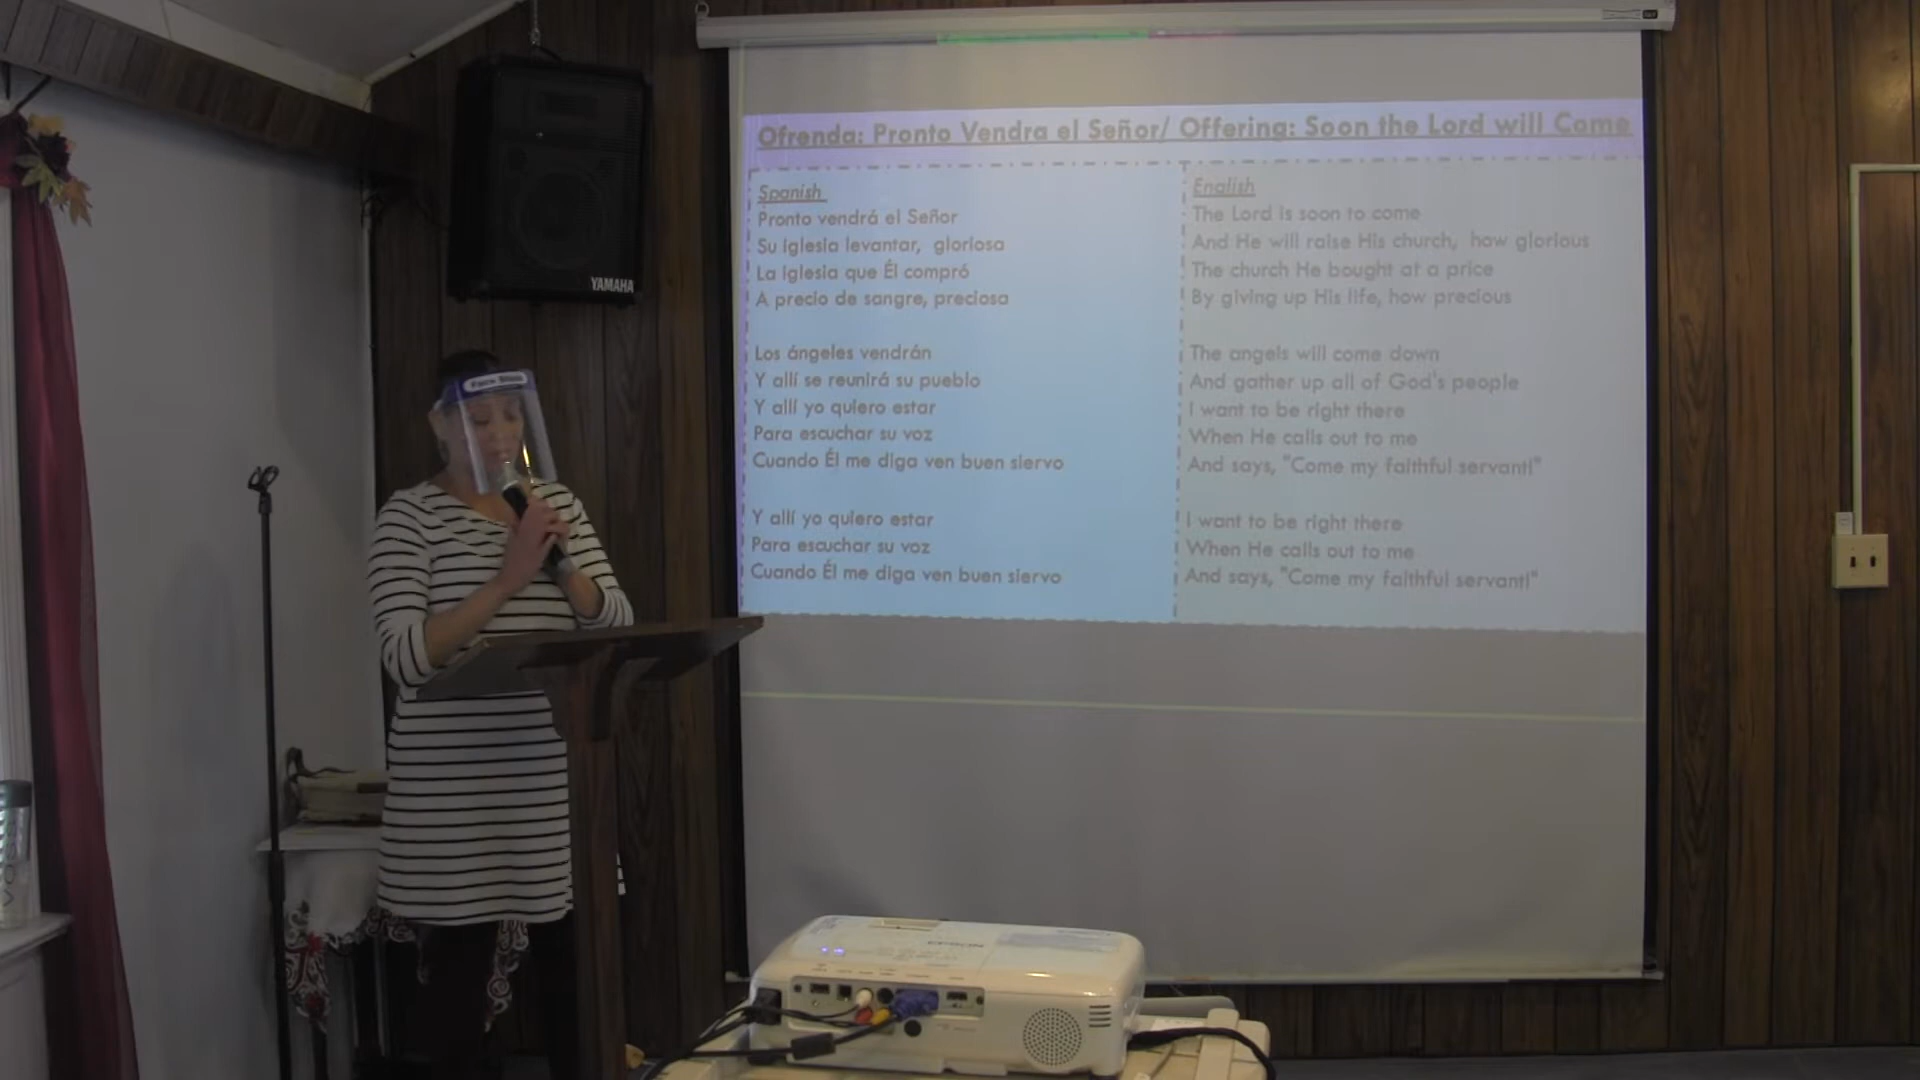 Ofrenda: Pronto Vendra el Señor/ Offering: Soon the Lord will Come
Spanish
Pronto vendrá el Señor
Su iglesia levantar, gloriosa
La iglesia que Él compró
A precio de sangre, preciosa
Los ángeles vendrán
Y allí se reunirá su pueblo
Y allí yo quiero estar
Para escuchar su voz
Cuando Él me diga ven buen siervo
Y allí yo quiero estar
Para escuchar su voz
Cuando Él me diga ven buen siervo
English
The Lord is soon to come
And He will raise His church, how glorious
The church He bought at a price
By giving up His life, how precious
The angels will come down
And gather up all of God's people
I want to be right there
When He calls out to me
And says, "Come my faithful servant!"
I want to be right there
When He calls out to me
And says, "Come my faithful servant!"
YAMAHA
Face Shield
EPSON